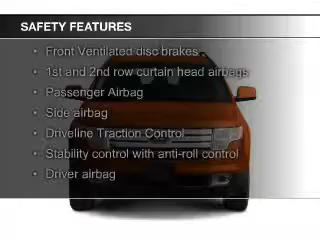 SAFETY FEATURES
• Front Ventilated disc brakes
• 1st and 2nd row curtain head airbags
• Passenger Airbag
• Side airbag
• Driveline Traction Control
• Stability control with anti-roll control
• Driver airbag